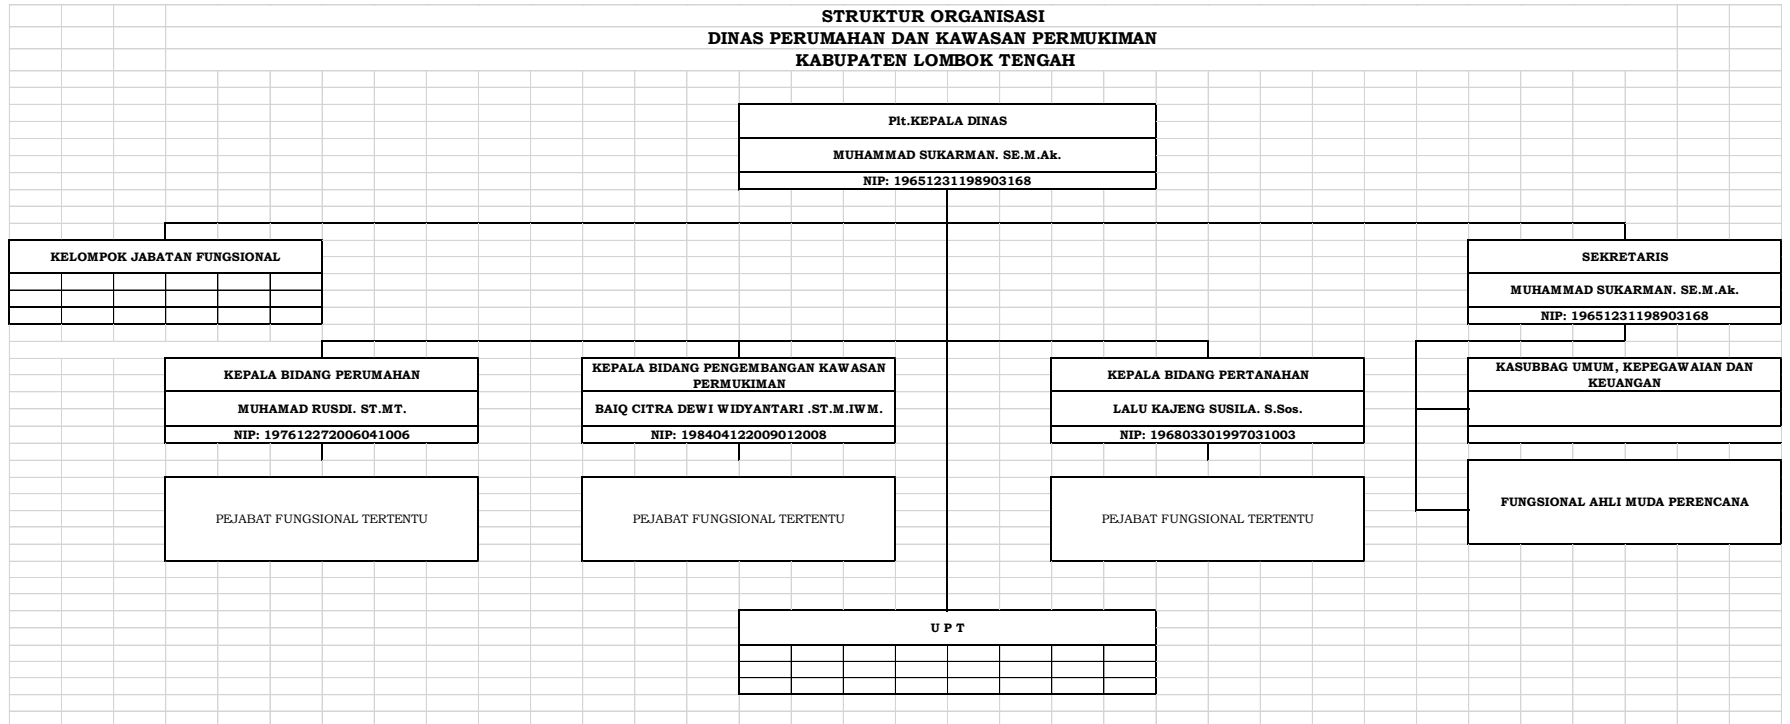 STRUKTUR ORGANISASI
DINAS PERUMAHAN DAN KAWASAN PERMUKIMAN
KABUPATEN LOMBOK TENGAH
Plt.KEPALA DINAS
MUHAMMAD SUKARMAN. SE.M.Ak.
NIP: 19651231198903168
KELOMPOK JABATAN FUNGSIONAL
SEKRETARIS
MUHAMMAD SUKARMAN. SE.M.Ak.
NIP: 19651231198903168
KEPALA BIDANG PERUMAHAN
MUHAMAD RUSDI. ST.MT.
NIP: 197612272006041006
KEPALA BIDANG PENGEMBANGAN KAWASAN
PERMUKIMAN
BAIQ CITRA DEWI WIDYANTARI .ST.M.IWM.
NIP: 198404122009012008
KEPALA BIDANG PERTANAHAN
LALU KAJENG SUSILA. S.Sos.
NIP: 196803301997031003
KASUBBAG UMUM, KEPEGAWAIAN DAN
KEUANGAN
PEJABAT FUNGSIONAL TERTENTU
PEJABAT FUNGSIONAL TERTENTU
PEJABAT FUNGSIONAL TERTENTU
FUNGSIONAL AHLI MUDA PERENCANA
U P T